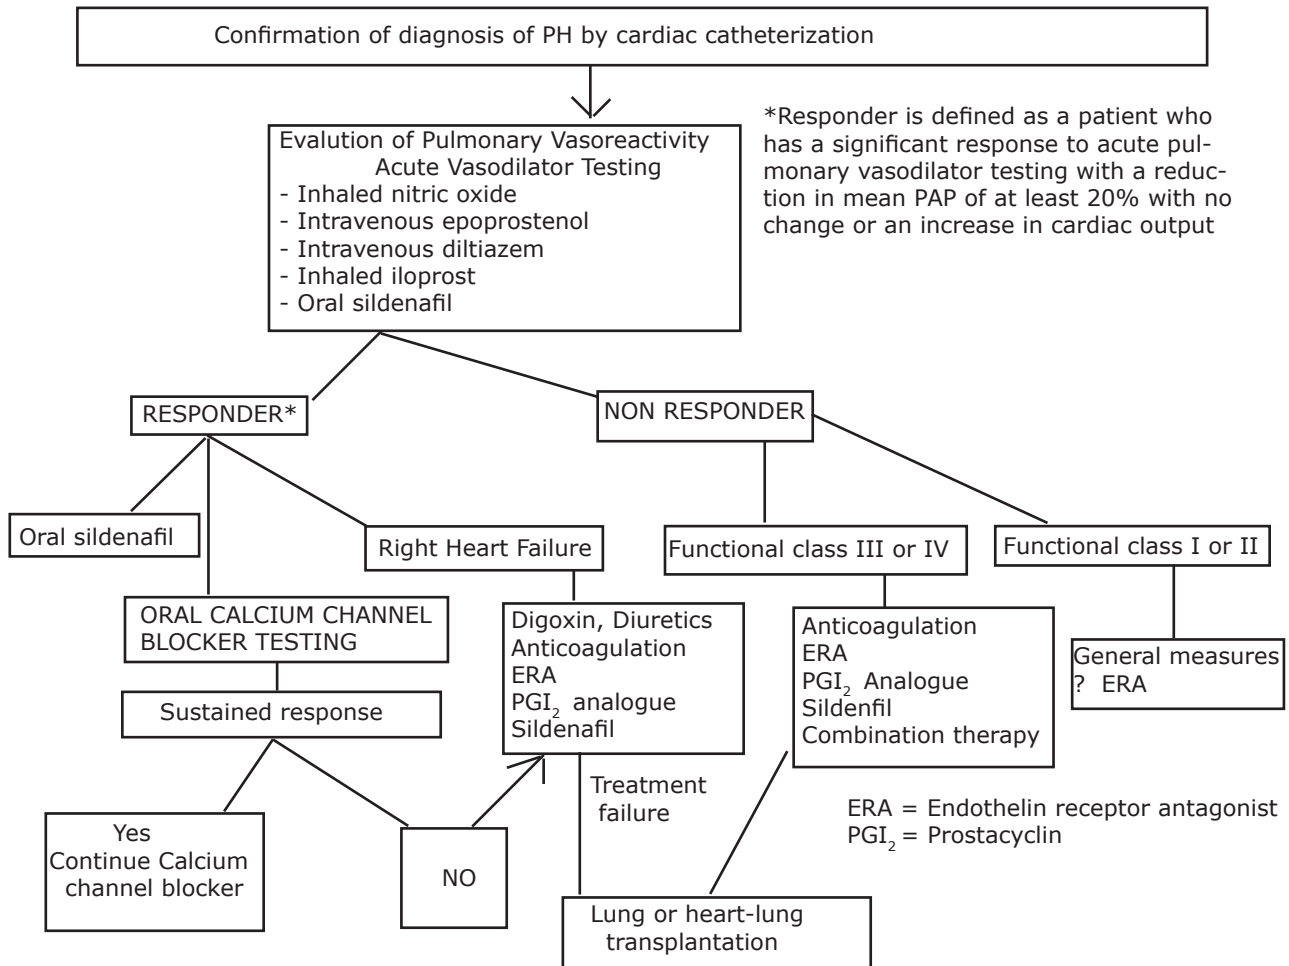 Confirmation of diagnosis of PH by cardiac catheterization
Evalution of Pulmonary Vasoreactivity
Acute Vasodilator Testing
- Inhaled nitric oxide
- Intravenous epoprostenol
- Intravenous diltiazem
- Inhaled iloprost
- Oral sildenafil
*Responder is defined as a patient who
has a significant response to acute pul-
monary vasodilator testing with a reduc-
tion in mean PAP of at least 20% with no
change or an increase in cardiac output
RESPONDER*
NON RESPONDER
Oral sildenafil
Right Heart Failure
Functional class III or IV
Functional class I or II
ORAL CALCIUM CHANNEL
BLOCKER TESTING
Sustained response
Digoxin, Diuretics
Anticoagulation
ERA
PGI₂ analogue
Sildenafil
Anticoagulation
ERA
PGI₂ Analogue
Sildenfil
Combination therapy
General measures
? ERA
Yes
Continue Calcium
channel blocker
NO
Treatment
failure
ERA = Endothelin receptor antagonist
PGI₂ = Prostacyclin
Lung or heart-lung
transplantation